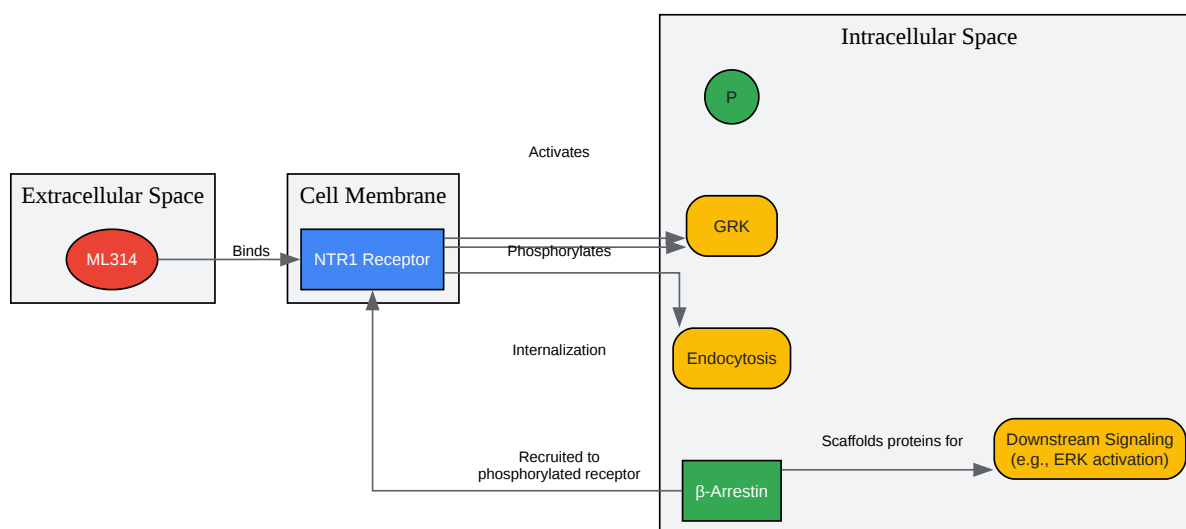 Intracellular Space
P
Activates
Extracellular Space
Cell Membrane
GRK
ML314
Binds
NTR1 Receptor
Phosphorylates
Internalization
Endocytosis
Recruited to
phosphorylated receptor
β-Arrestin
Scaffolds proteins for
Downstream Signaling
(e.g., ERK activation)